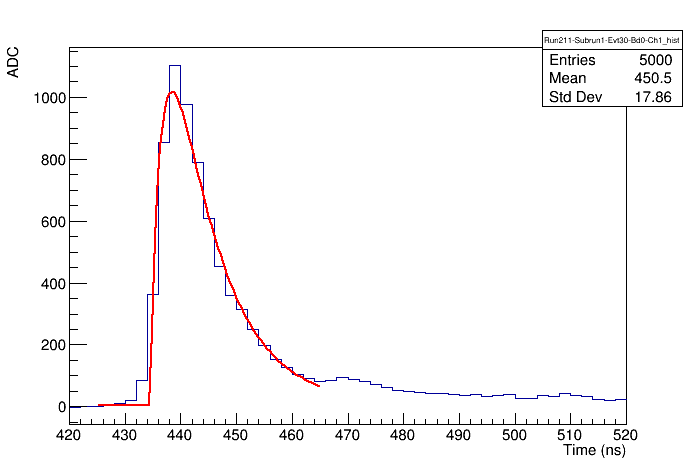 Run211-Subrun1-Evt30-Bd0-Ch1_hist
Entries 5000
Mean 450.5
Std Dev 17.86
ADC
1000
800
600
400
200
0
420 430 440 450 460 470 480 490 500 510 520
Time (ns)